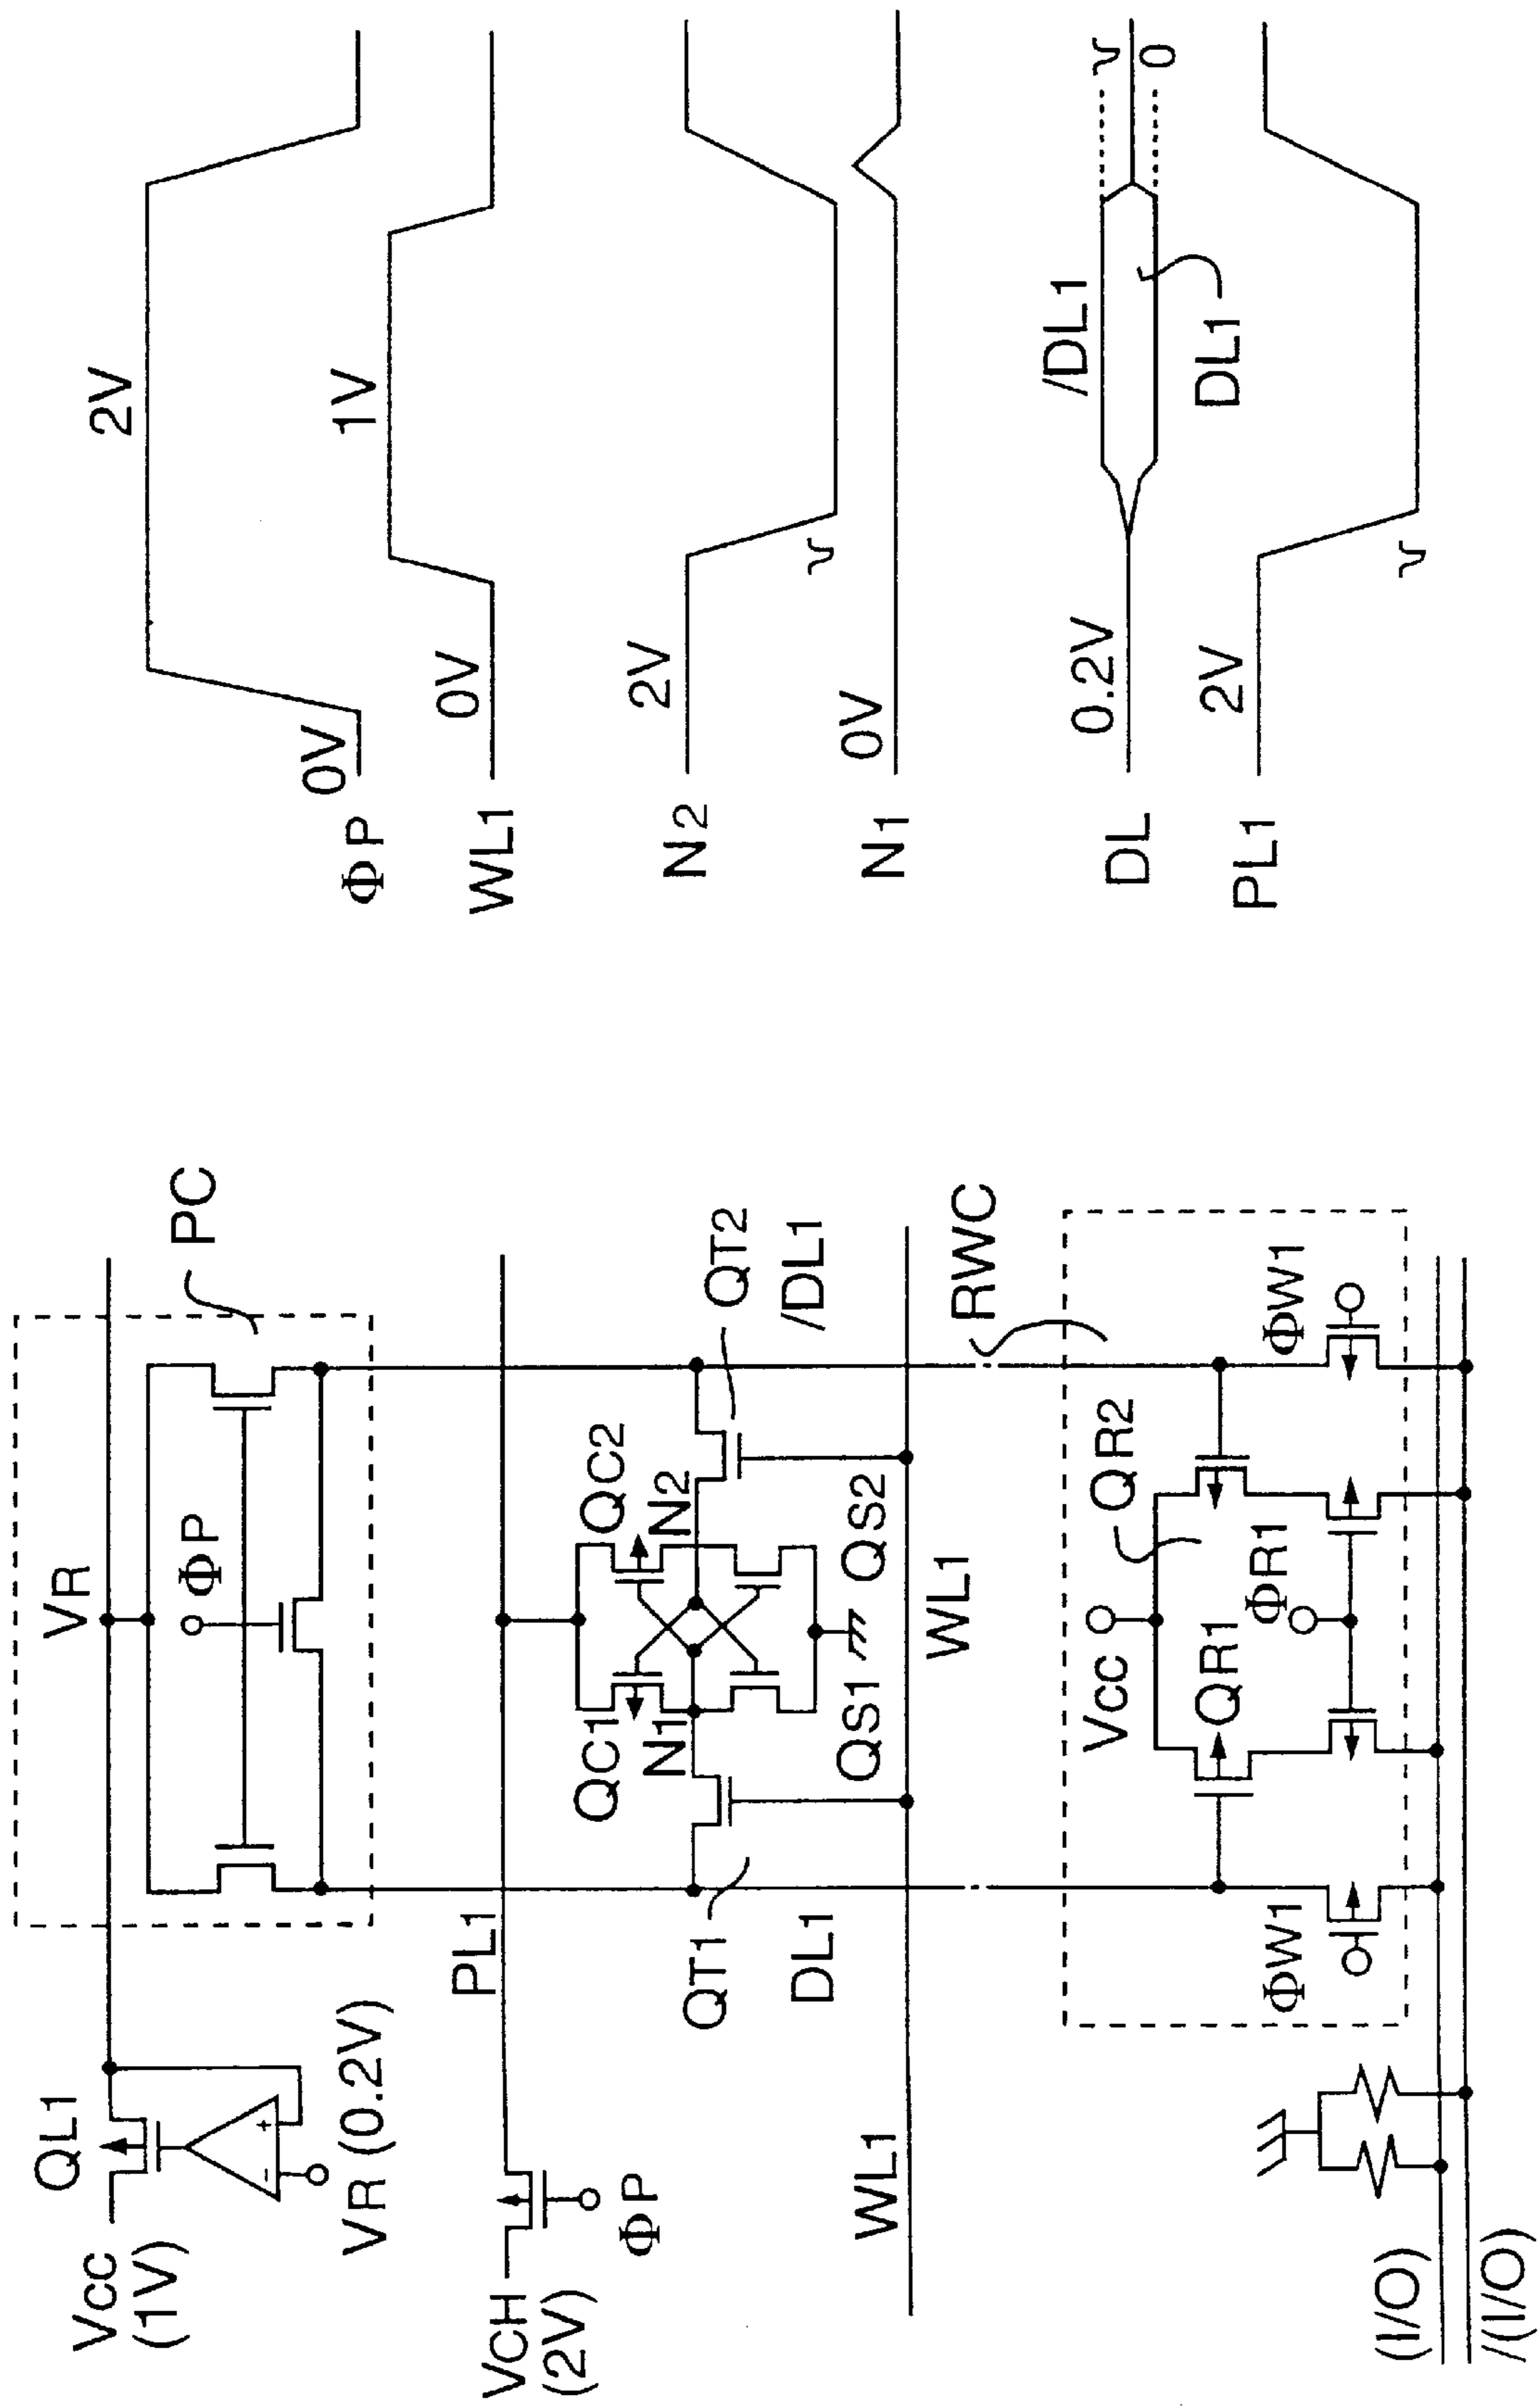 VCC
(1V)
QL1
- +
VR (0.2V)
VR
PC
ΦP
VCH
(2V)
ΦP
PL1
QC1
QC2
N1
N2
QT1
QT2
DL1
/DL1
QS1
QS2
WL1
WL1
RWC
VCC
QR1
QR2
ΦR1
ΦW1
ΦW1
(I/O)
/(I/O)
ΦP
0V
2V
WL1
0V
1V
N2
2V
N1
0V
DL
0.2V
/DL1
DL1
0
PL1
2V